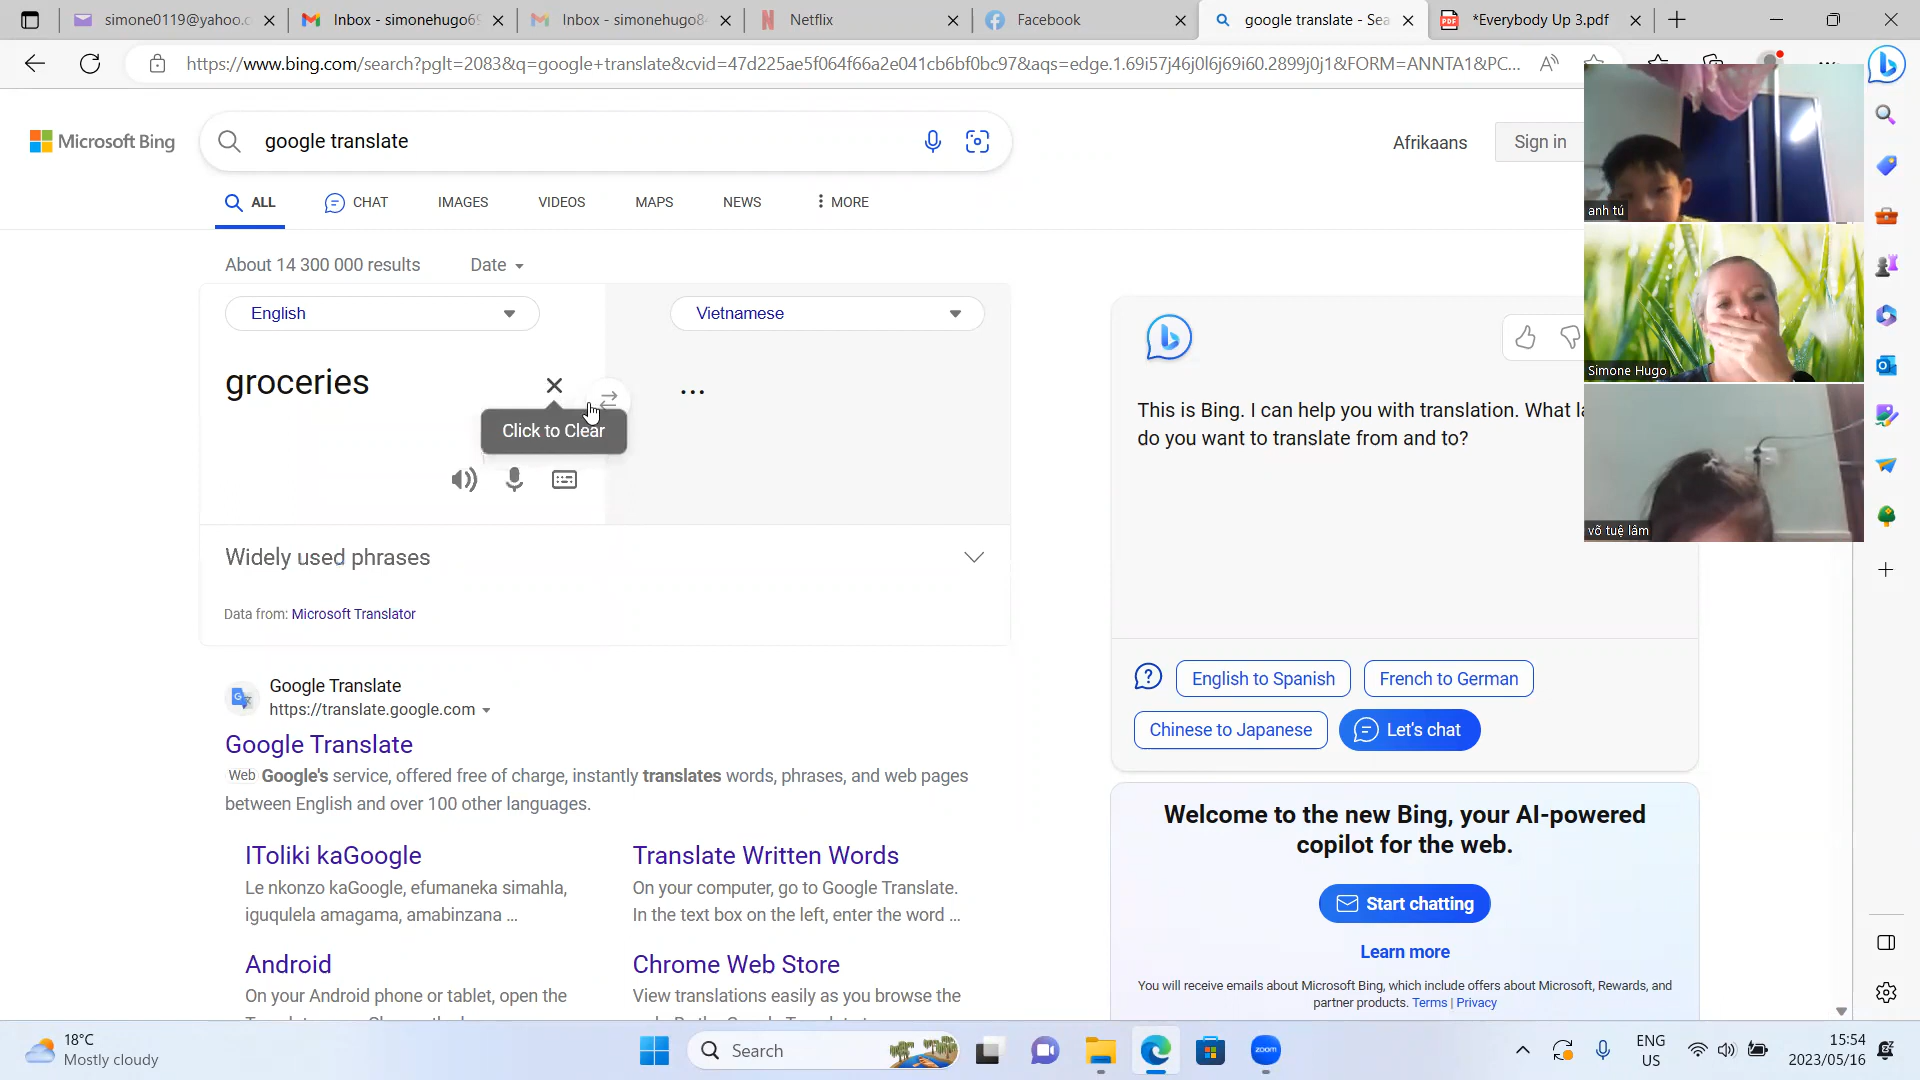 simone0119@yahoo.c
Inbox - simonehugo69
Inbox - simonehugo84
Netflix
Facebook
google translate - Sea
*Everybody Up 3.pdf
https://www.bing.com/search?pglt=2083&q=google+translate&cvid=47d225ae5f064f66a2e041cb6bf0bc97&aqs=edge.1.69i57j46j0l6j69i60.2899j0j1&FORM=ANNTA1&PC...
Microsoft Bing
google translate
Afrikaans
Sign in
ALL
CHAT
IMAGES
VIDEOS
MAPS
NEWS
MORE
anh tú
Simone Hugo
võ tuệ lâm
About 14 300 000 results
Date
English
Vietnamese
groceries
...
Click to Clear
Widely used phrases
Data from: Microsoft Translator
Google Translate
https://translate.google.com
Google Translate
Web Google's service, offered free of charge, instantly translates words, phrases, and web pages
between English and over 100 other languages.
IToliki kaGoogle
Le nkonzo kaGoogle, efumaneka simahla,
iguqulela amagama, amabinzana ...
Translate Written Words
On your computer, go to Google Translate.
In the text box on the left, enter the word ...
Android
On your Android phone or tablet, open the
Chrome Web Store
View translations easily as you browse the
This is Bing. I can help you with translation. What la
do you want to translate from and to?
English to Spanish
French to German
Chinese to Japanese
Let's chat
Welcome to the new Bing, your AI-powered
copilot for the web.
Start chatting
Learn more
You will receive emails about Microsoft Bing, which include offers about Microsoft, Rewards, and
partner products. Terms | Privacy
18°C
Mostly cloudy
Search
zoom
ENG
US
15:54
2023/05/16